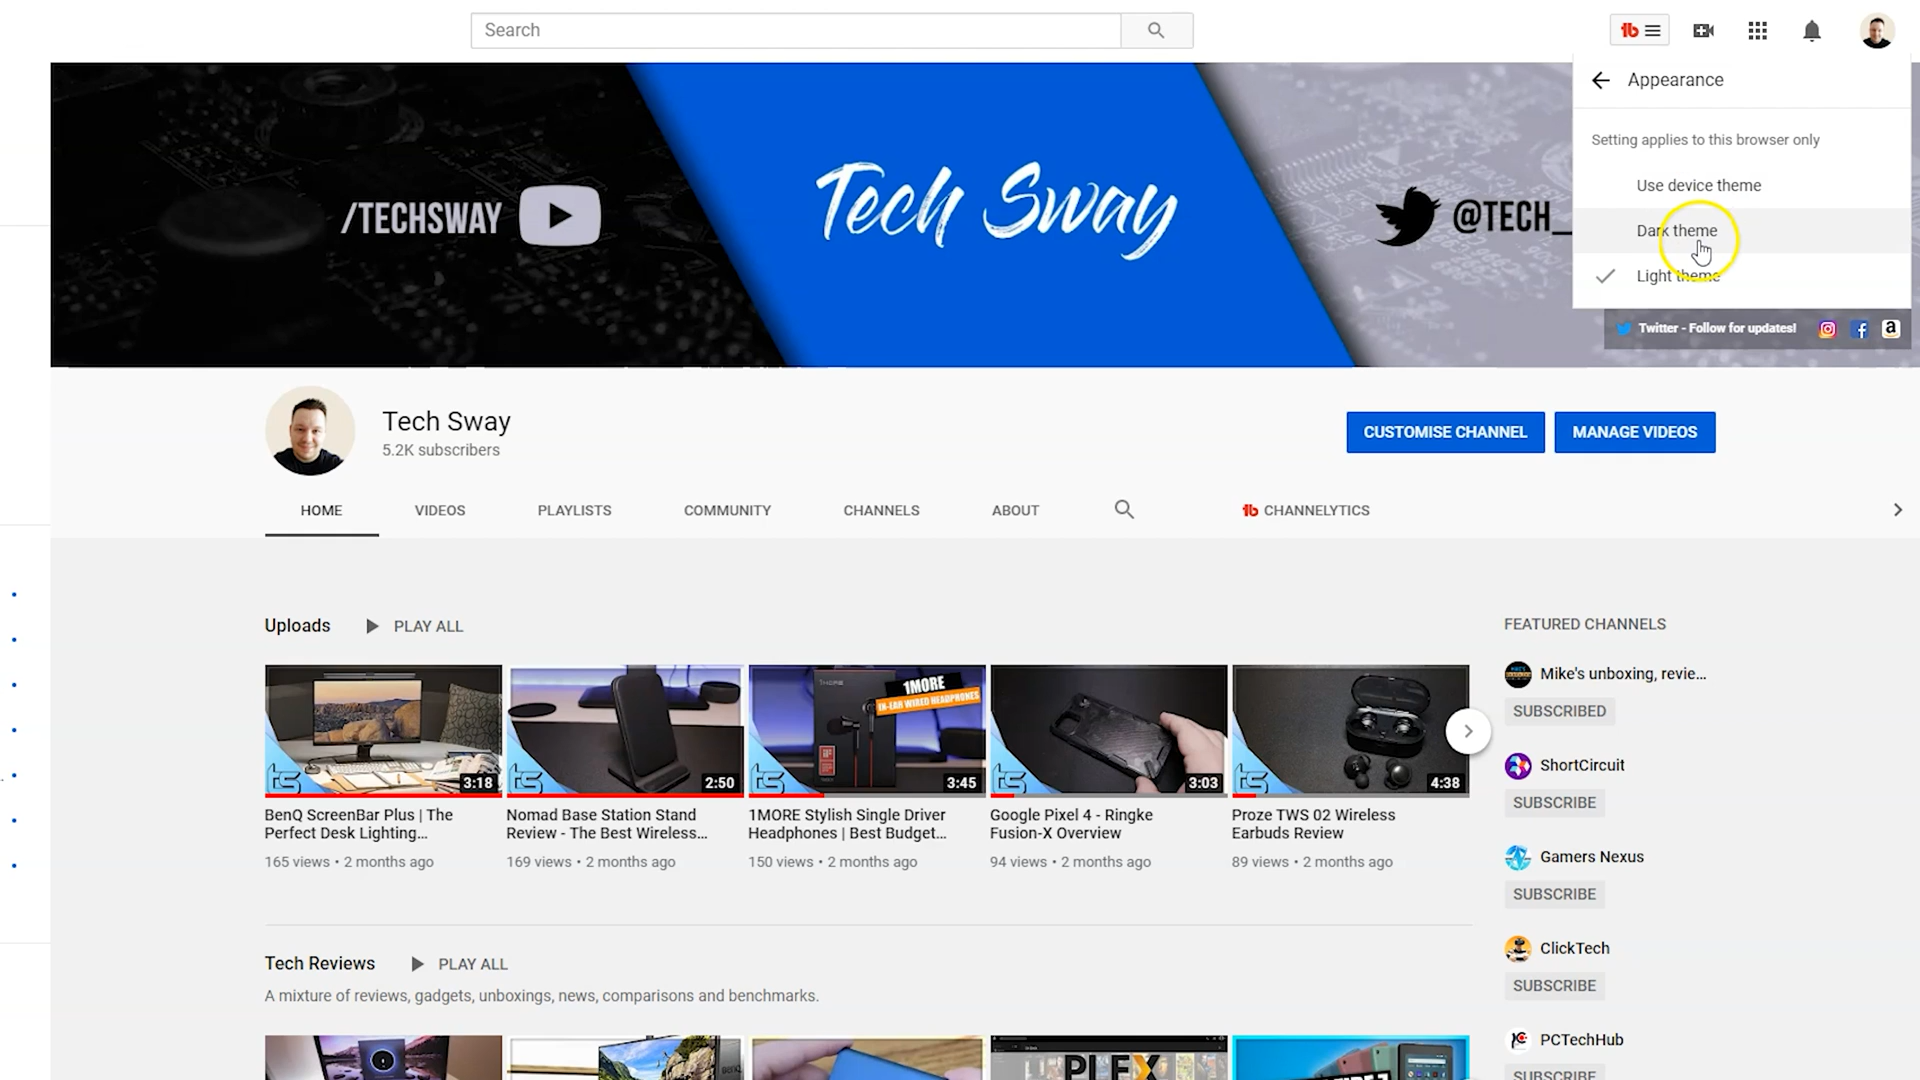 Search
Appearance
Setting applies to this browser only
Use device theme
Dark theme
Light theme
/TECHSWAY
Tech Sway
@TECH_
Twitter - Follow for updates!
Tech Sway
5.2K subscribers
CUSTOMISE CHANNEL
MANAGE VIDEOS
HOME
VIDEOS
PLAYLISTS
COMMUNITY
CHANNELS
ABOUT
CHANNELYTICS
Uploads
PLAY ALL
FEATURED CHANNELS
1MORE
IN-EAR WIRED HEADPHONES
3:18
2:50
3:45
3:03
4:38
BenQ ScreenBar Plus | The
Perfect Desk Lighting...
165 views • 2 months ago
Nomad Base Station Stand
Review - The Best Wireless...
169 views • 2 months ago
1MORE Stylish Single Driver
Headphones | Best Budget...
150 views • 2 months ago
Google Pixel 4 - Ringke
Fusion-X Overview
94 views • 2 months ago
Proze TWS 02 Wireless
Earbuds Review
89 views • 2 months ago
Mike's unboxing, revie...
SUBSCRIBED
ShortCircuit
SUBSCRIBE
Gamers Nexus
SUBSCRIBE
ClickTech
SUBSCRIBE
PCTechHub
SUBSCRIBE
Tech Reviews
PLAY ALL
A mixture of reviews, gadgets, unboxings, news, comparisons and benchmarks.
PLEX